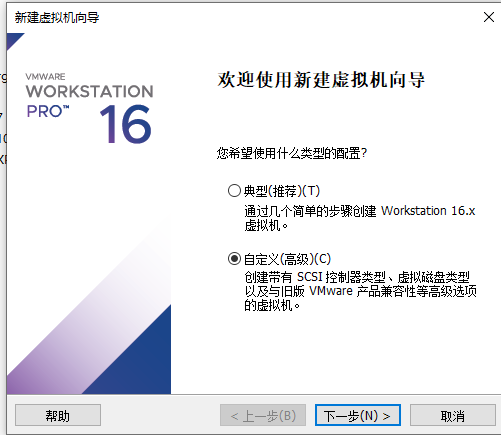 新建虚拟机向导
VMWARE
WORKSTATION
PRO™ 16
欢迎使用新建虚拟机向导
您希望使用什么类型的配置?
典型(推荐)(T)
通过几个简单的步骤创建 Workstation 16.x
虚拟机。
自定义(高级)(C)
创建带有 SCSI 控制器类型、虚拟磁盘类型
以及与旧版 VMware 产品兼容性等高级选项
的虚拟机。
帮助
< 上一步(B)
下一步(N) >
取消